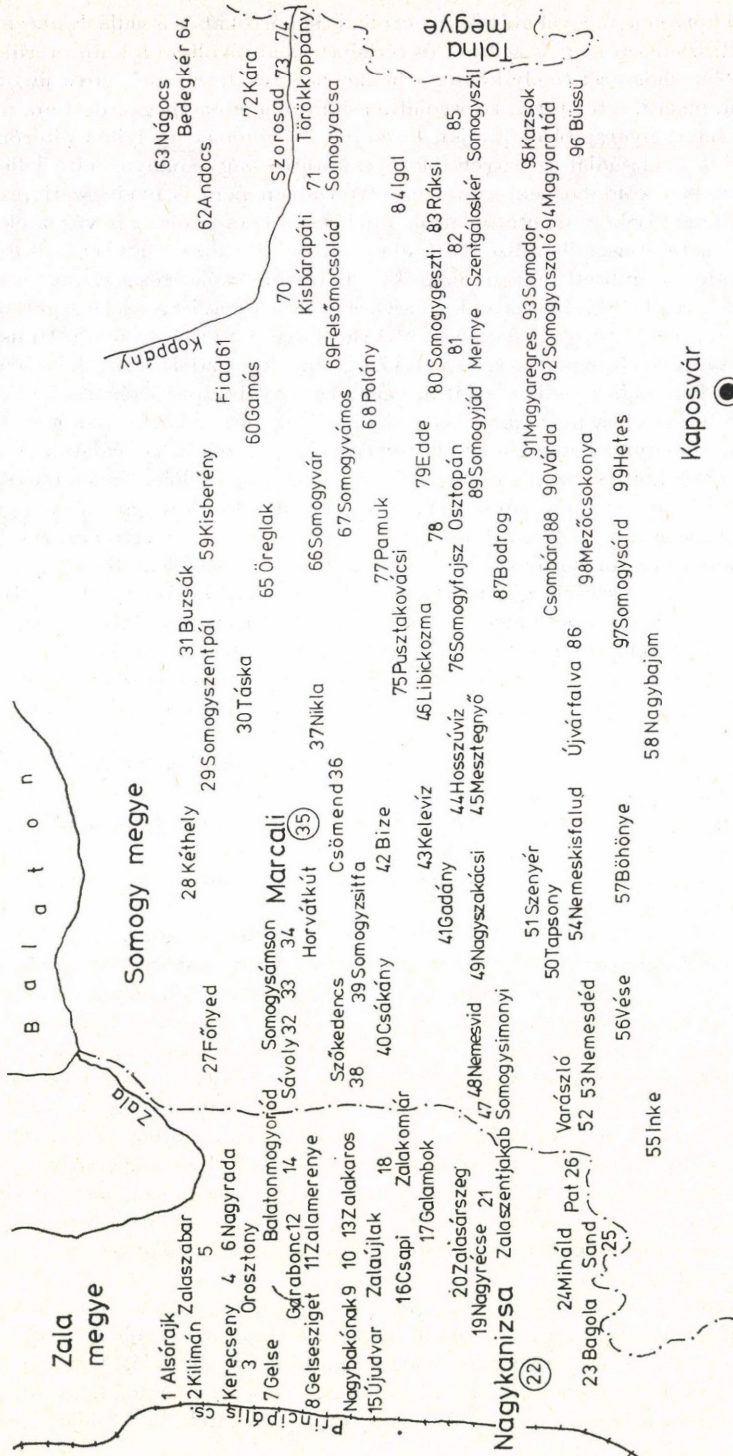 Balaton
Zala megye
Somogy megye
Tolna megye
Zala
Principális cs.
Koppány
1 Alsórajk
2 Kilimán
Zalaszabar
5
Kerecseny 4
6 Nagyrada
3
Orosztony
7 Gelse
Garabonc 12
Balatonmogyoród
14
8 Gelsesziget
11 Zalamerenye
Nagybakónak 9
10
13 Zalakaros
15 Újudvar
Zalaújlak
18
Zalakomár
16 Csapi
17 Galambok
20 Zalasárszeg
19 Nagyrécse
21
Zalaszentjakab
Nagykanizsa
22
24 Miháld
Pat 26
23 Bagola
Sand
25
27 Főnyed
28 Kéthely
29 Somogyszentpál
31 Buzsák
30 Táska
Sávoly 32
Somogysámson
33
34
Horvátkút
Marcali
35
Csömend 36
37 Nikla
Szőkedencs
38
39 Somogyzsitfa
40 Csákány
42 Bize
41 Gadány
43 Kelevíz
44 Hosszúvíz
45 Mesztegnyő
46 Libickozma
47
Somogysimonyi
48 Nemesvid
49 Nagyszakácsi
51 Szenyér
50 Tapsony
54 Nemeskisfalud
Varászló
52
53 Nemesdéd
56 Vése
55 Inke
57 Böhönye
58 Nagybajom
59 Kisberény
Fiad 61
60 Gamás
62 Andocs
63 Nágocs
Bedegkér 64
65 Öreglak
66 Somogyvár
67 Somogyvámos
68 Polány
69 Felsőmocsolád
70
Kisbárapáti
71
Somogyacsa
72 Kára
Szorosad 73
74
Törökkoppány
75 Pusztakovácsi
77 Pamuk
76 Somogyfajsz
78
Osztopán
79 Edde
80 Somogygeszti
81
Mernye
82
Szentgáloskér
83 Ráksi
84 Igal
85
Somogyszil
Újvárfalva 86
87 Bodrog
Csombárd 88
89 Somogyjád
90 Várda
91 Magyaregres
92 Somogyaszaló
93 Somodor
94 Magyaratád
95 Kazsok
96 Büssü
97 Somogysárd
98 Mezőcsokonya
99 Hetes
Kaposvár